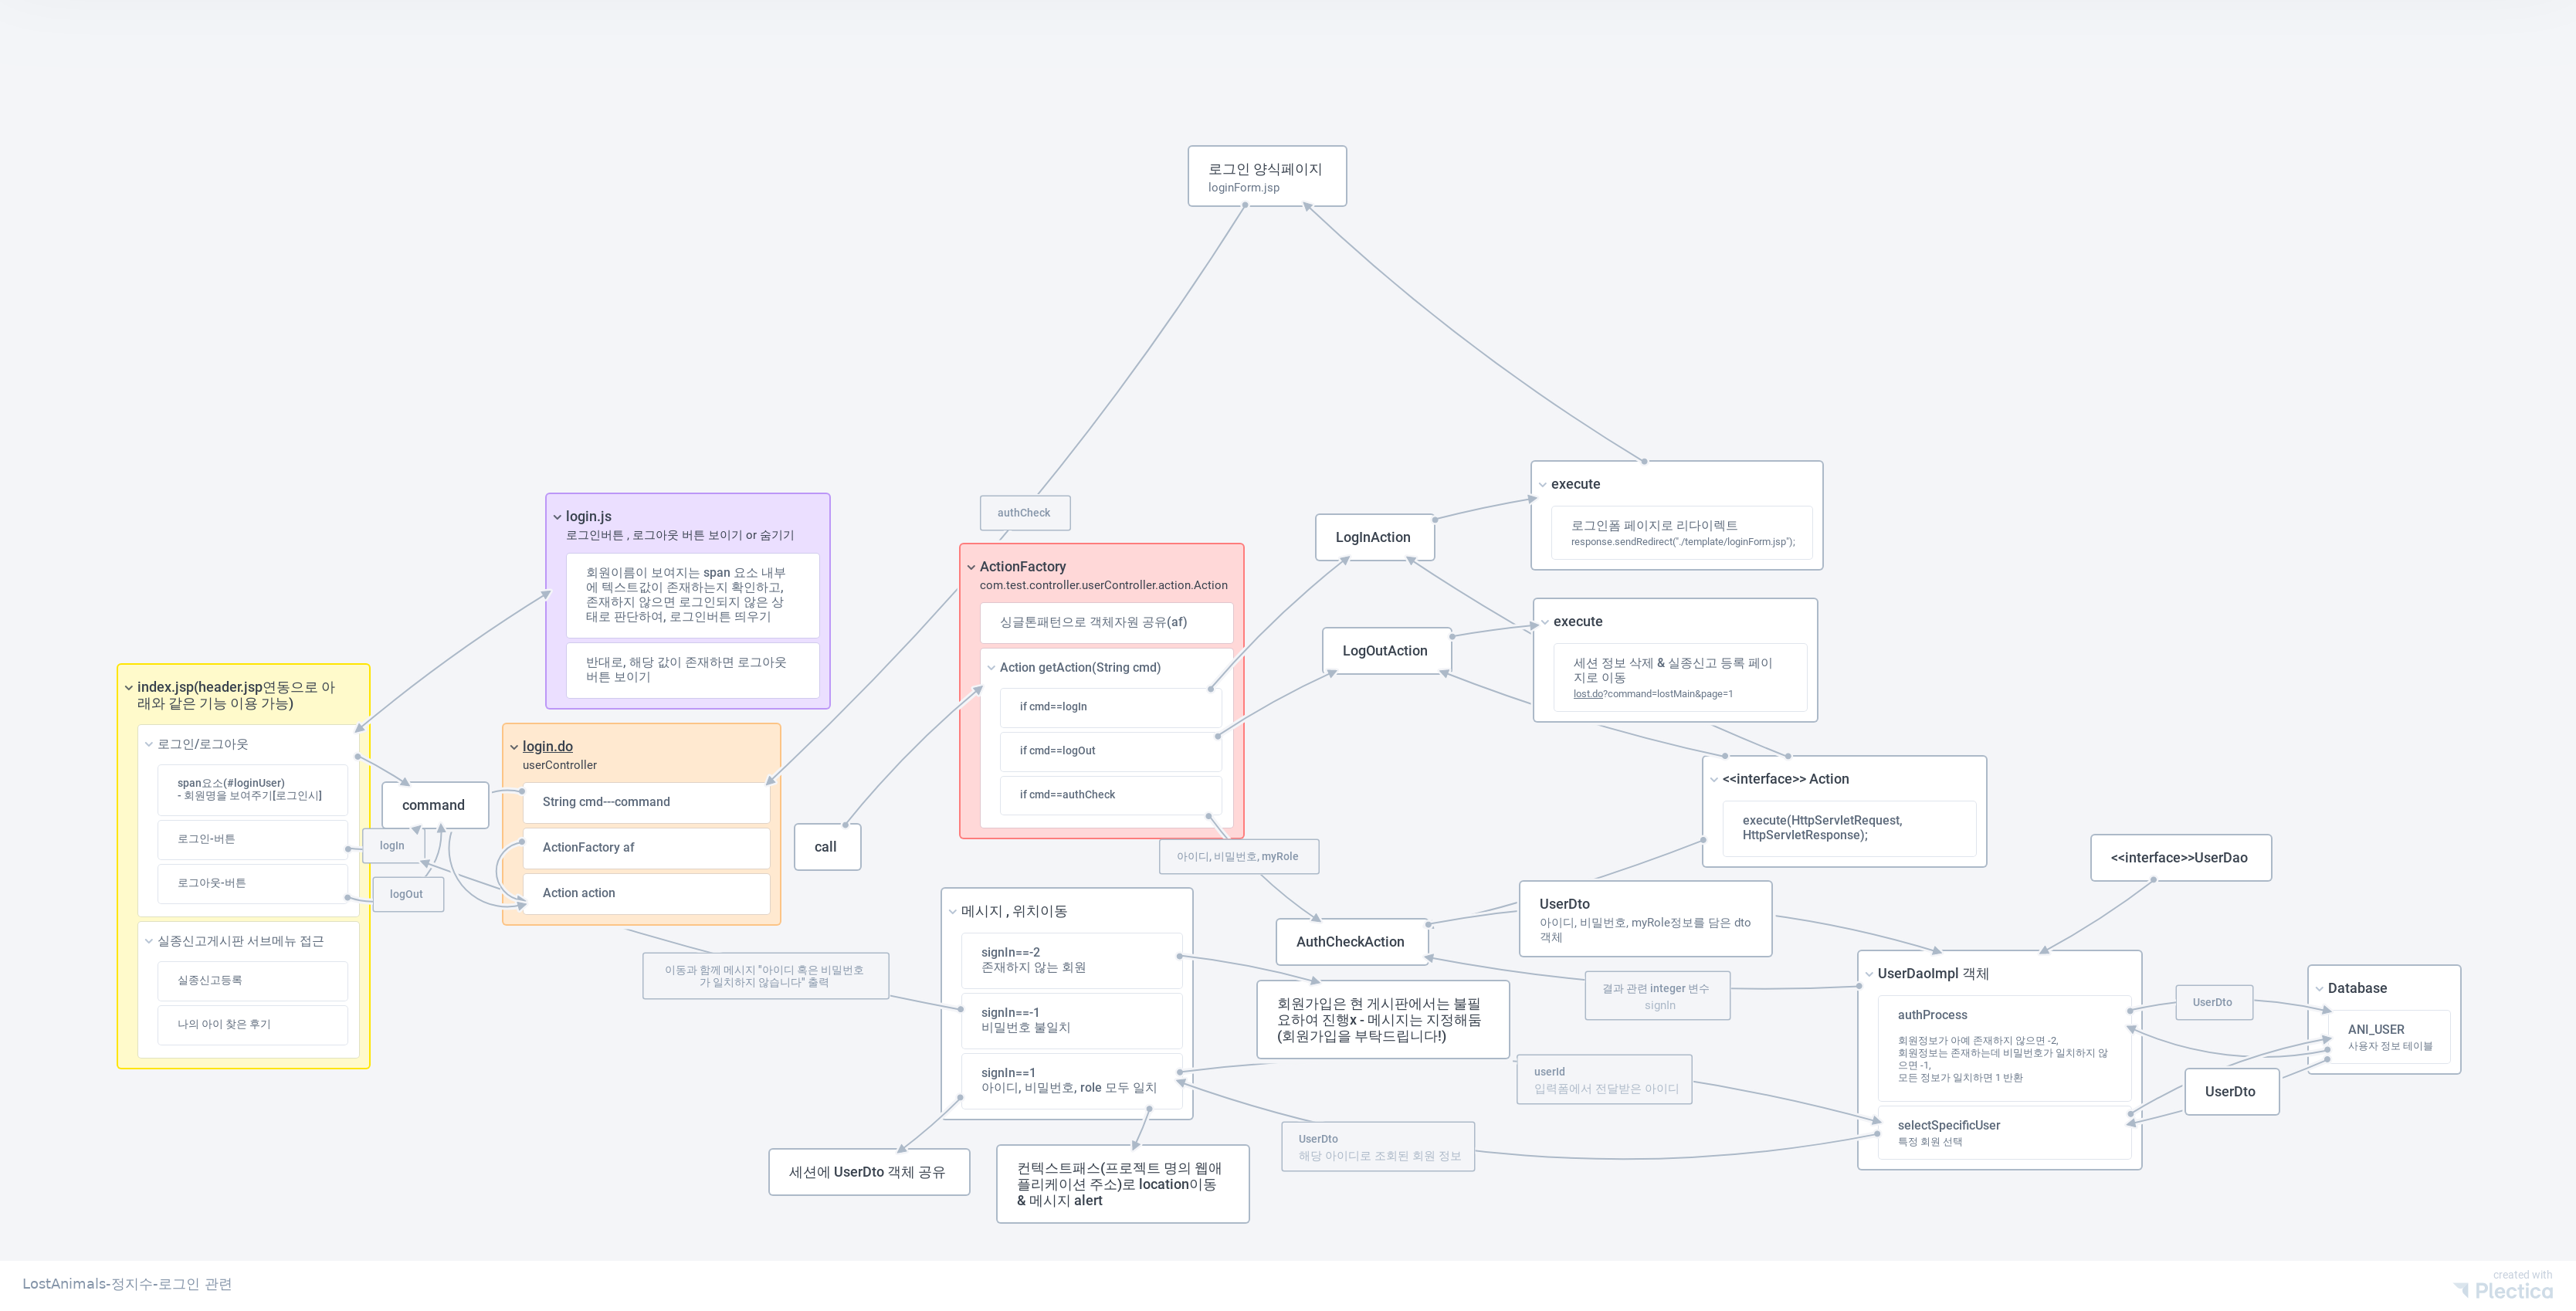 로그인 양식페이지
loginForm.jsp
execute
로그인폼 페이지로 리다이렉트
response.sendRedirect("./template/loginForm.jsp");
login.js
로그인버튼 , 로그아웃 버튼 보이기 or 숨기기
회원이름이 보여지는 span 요소 내부
에 텍스트값이 존재하는지 확인하고,
존재하지 않으면 로그인되지 않은 상
태로 판단하여, 로그인버튼 띄우기
반대로, 해당 값이 존재하면 로그아웃
버튼 보이기
authCheck
ActionFactory
com.test.controller.userController.action.Action
싱글톤패턴으로 객체자원 공유(af)
Action getAction(String cmd)
if cmd==logIn
if cmd==logOut
if cmd==authCheck
LogInAction
LogOutAction
execute
세션 정보 삭제 & 실종신고 등록 페이
지로 이동
lost.do?command=lostMain&page=1
index.jsp(header.jsp연동으로 아
래와 같은 기능 이용 가능)
로그인/로그아웃
span요소(#loginUser)
- 회원명을 보여주기[로그인시]
로그인-버튼
로그아웃-버튼
실종신고게시판 서브메뉴 접근
실종신고등록
나의 아이 찾은 후기
command
logIn
logOut
login.do
userController
String cmd---command
ActionFactory af
Action action
call
<<interface>> Action
execute(HttpServletRequest,
HttpServletResponse);
<<interface>>UserDao
아이디, 비밀번호, myRole
메시지 , 위치이동
signIn==-2
존재하지 않는 회원
signIn==-1
비밀번호 불일치
signIn==1
아이디, 비밀번호, role 모두 일치
이동과 함께 메시지 "아이디 혹은 비밀번호
가 일치하지 않습니다" 출력
AuthCheckAction
UserDto
아이디, 비밀번호, myRole정보를 담은 dto
객체
회원가입은 현 게시판에서는 불필
요하여 진행x - 메시지는 지정해둠
(회원가입을 부탁드립니다!)
결과 관련 integer 변수
signIn
UserDaoImpl 객체
authProcess
회원정보가 아예 존재하지 않으면 -2,
회원정보는 존재하는데 비밀번호가 일치하지 않
으면 -1,
모든 정보가 일치하면 1 반환
selectSpecificUser
특정 회원 선택
UserDto
Database
ANI_USER
사용자 정보 테이블
UserDto
userId
입력폼에서 전달받은 아이디
UserDto
해당 아이디로 조회된 회원 정보
세션에 UserDto 객체 공유
컨텍스트패스(프로젝트 명의 웹애
플리케이션 주소)로 location이동
& 메시지 alert
LostAnimals-정지수-로그인 관련
created with
Plectica